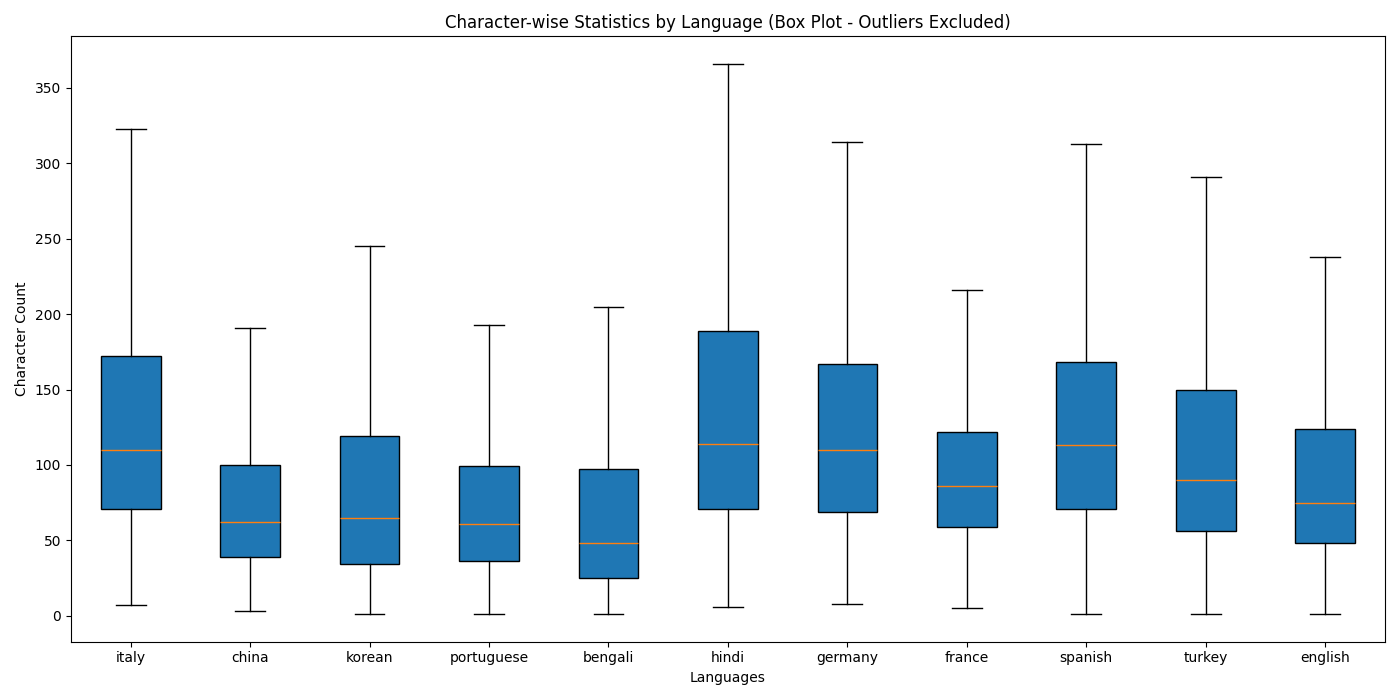 Character-wise Statistics by Language (Box Plot - Outliers Excluded)
Character Count
350
300
250
200
150
100
50
0
italy china korean portuguese bengali hindi germany france spanish turkey english
Languages